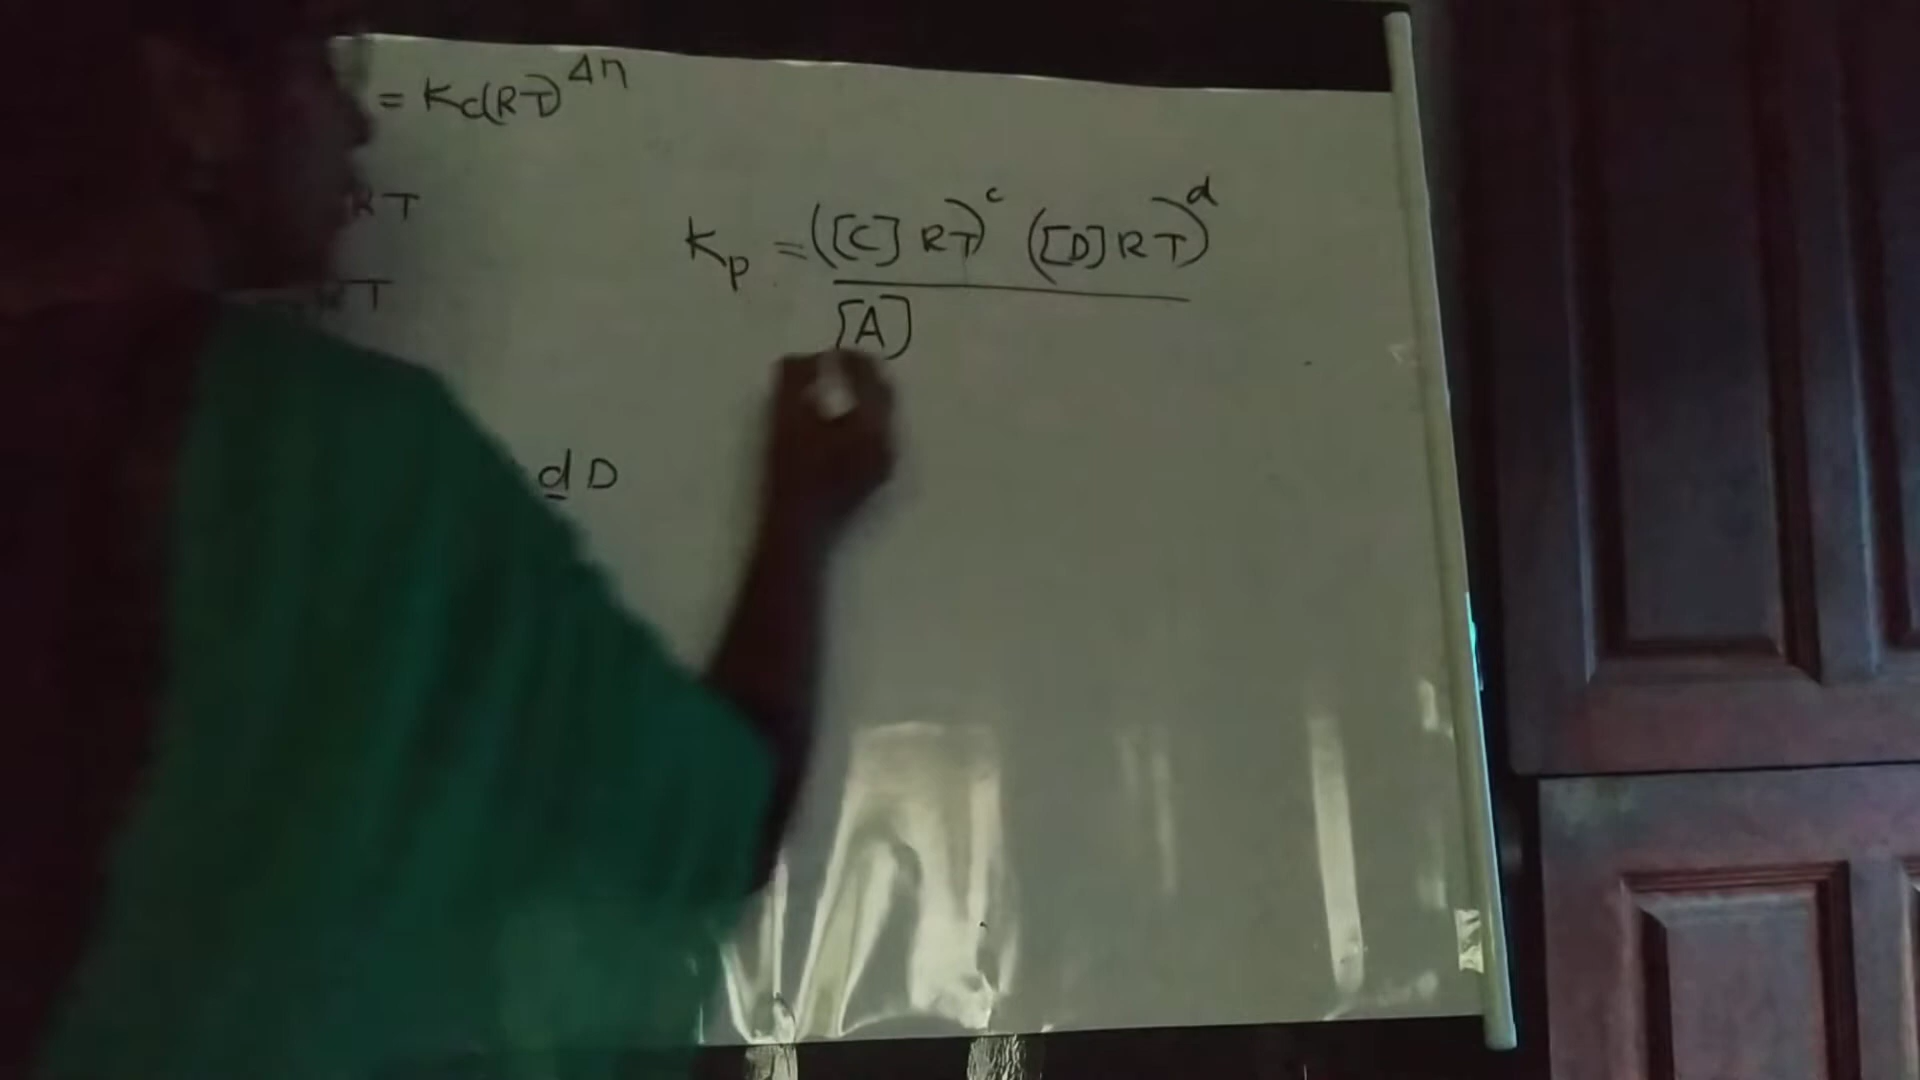 = Kc(RT)^Δn
RT
RT
Kp = ([C] RT)^c ([D] RT)^d
[A]
d D